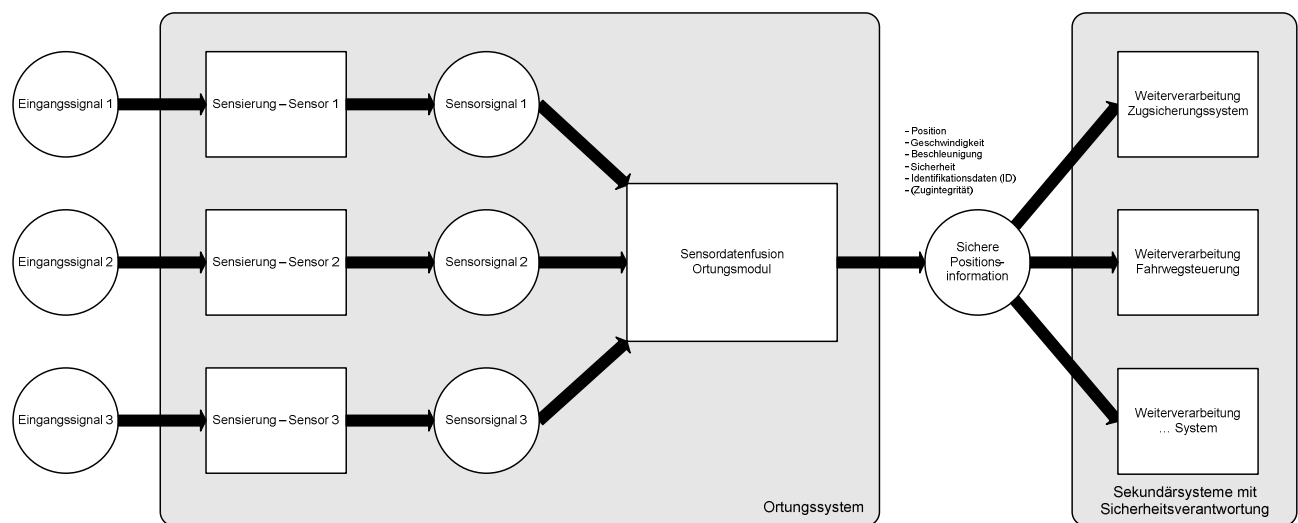 Eingangssignal 1
Sensierung – Sensor 1
Sensorsignal 1
Eingangssignal 2
Sensierung – Sensor 2
Sensorsignal 2
Eingangssignal 3
Sensierung – Sensor 3
Sensorsignal 3
Sensordatenfusion
Ortungsmodul
Ortungssystem
– Position
– Geschwindigkeit
– Beschleunigung
– Sicherheit
– Identifikationsdaten (ID)
– (Zugintegrität)
Sichere
Positions–
information
Weiterverarbeitung
Zugsicherungssystem
Weiterverarbeitung
Fahrwegsteuerung
Weiterverarbeitung
... System
Sekundärsysteme mit
Sicherheitsverantwortung